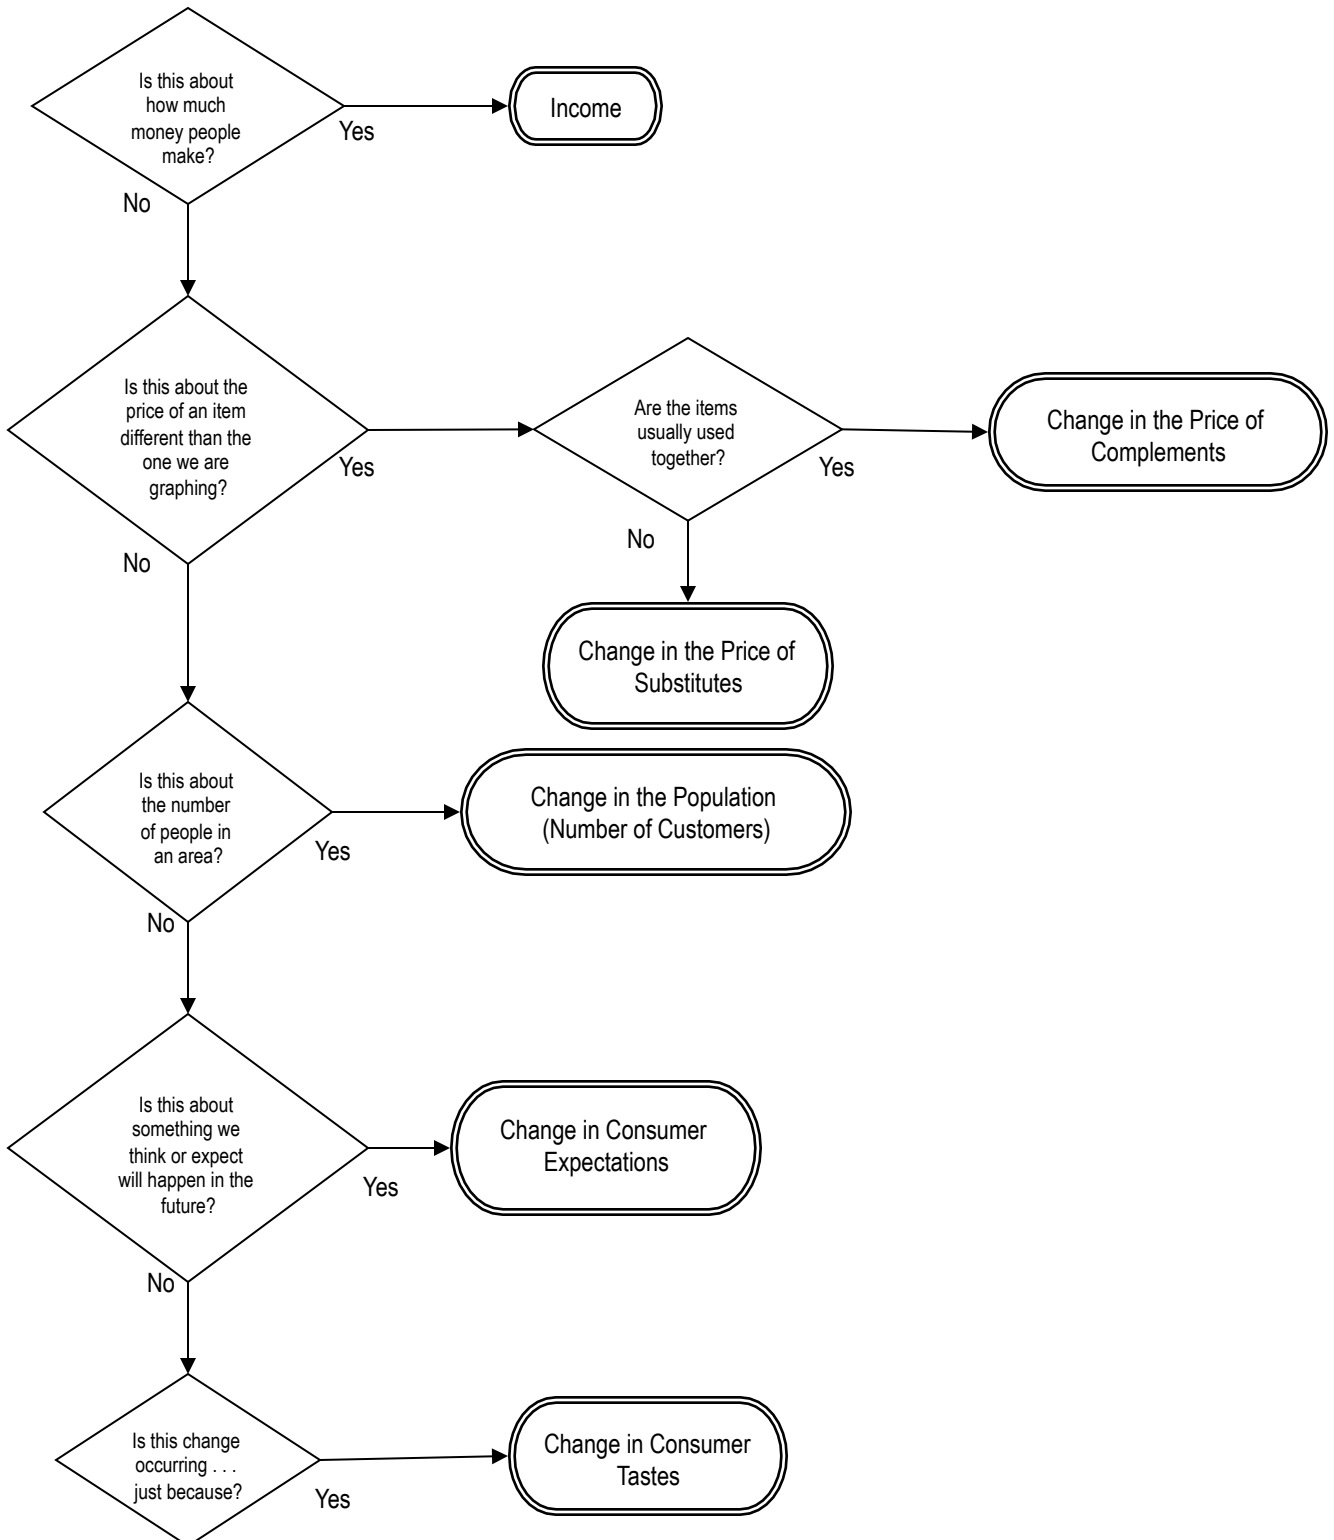 Is this about
how much
money people
make?
Yes
Income
No
Is this about the
price of an item
different than the
one we are
graphing?
Yes
Are the items
usually used
together?
Yes
Change in the Price of
Complements
No
No
Change in the Price of
Substitutes
Is this about
the number
of people in
an area?
Yes
Change in the Population
(Number of Customers)
No
Is this about
something we
think or expect
will happen in the
future?
Yes
Change in Consumer
Expectations
No
Is this change
occurring . . .
just because?
Yes
Change in Consumer
Tastes